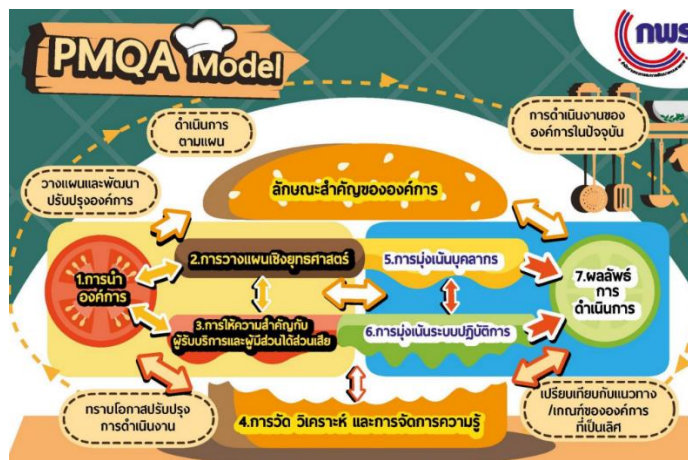 PMQA Model
กพร
ดำเนินการ
ตามแผน
การดำเนินงานของ
องค์การในปัจจุบัน
วางแผนและพัฒนา
ปรับปรุงองค์การ
ลักษณะสำคัญขององค์การ
1.การนำ
องค์การ
2.การวางแผนเชิงยุทธศาสตร์
5.การมุ่งเน้นบุคลากร
7.ผลลัพธ์
การ
ดำเนินการ
3.การให้ความสำคัญกับ
ผู้รับบริการและผู้มีส่วนได้ส่วนเสีย
6.การมุ่งเน้นระบบปฏิบัติการ
ทราบโอกาสปรับปรุง
การดำเนินงาน
4.การวัด วิเคราะห์ และการจัดการความรู้
เปรียบเทียบกับแนวทาง
/เกณฑ์ขององค์การ
ที่เป็นเลิศ